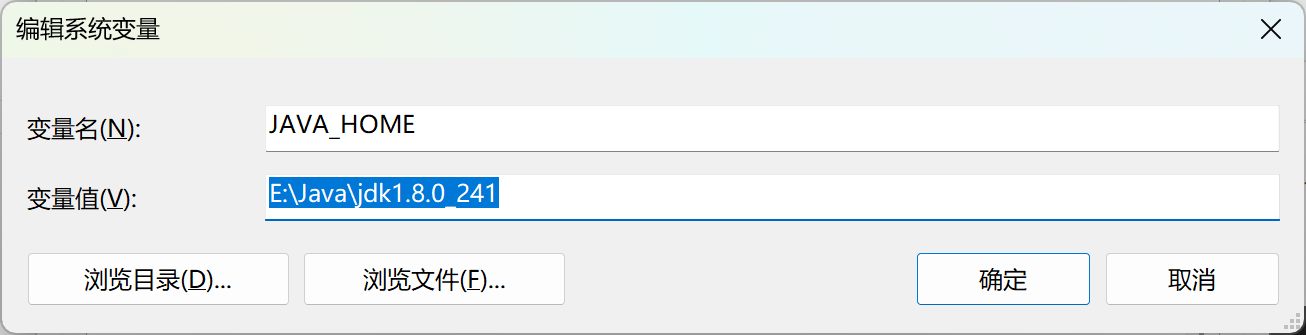 编辑系统变量
变量名(N):
JAVA_HOME
变量值(V):
E:\Java\jdk1.8.0_241
浏览目录(D)...
浏览文件(F)...
确定
取消